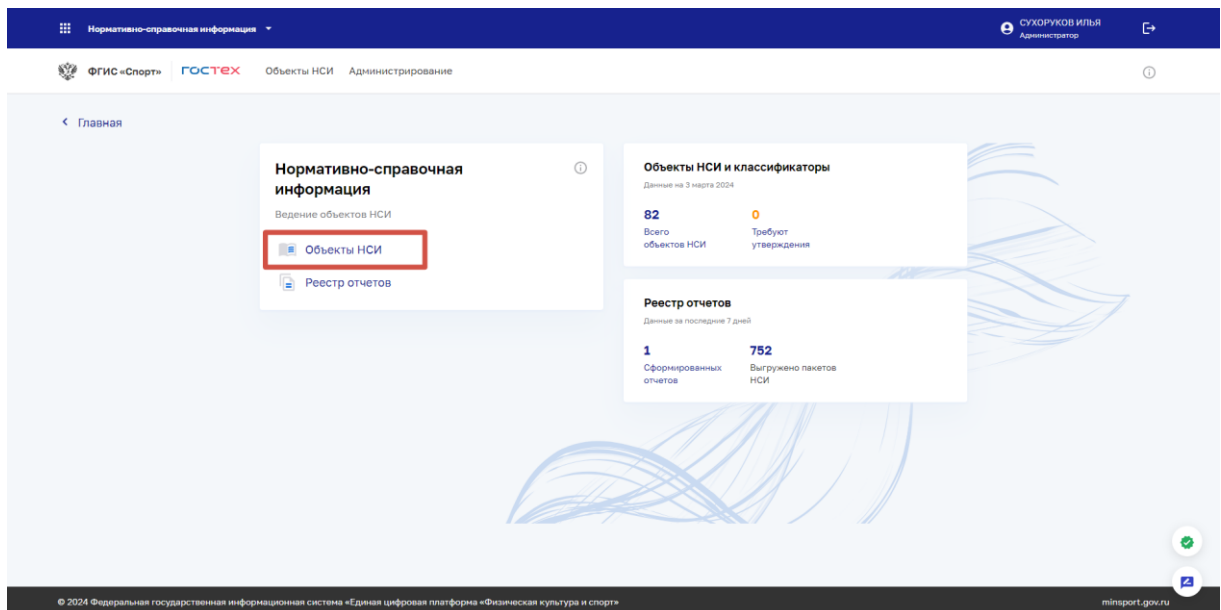 Нормативно-справочная информация
СУХОРУКОВ ИЛЬЯ
Администратор
ФГИС «Спорт»
ГОСТЕХ
Объекты НСИ
Администрирование
Главная
Нормативно-справочная
информация
Ведение объектов НСИ
Объекты НСИ
Реестр отчетов
Объекты НСИ и классификаторы
Данные на 3 марта 2024
82
0
Всего
объектов НСИ
Требуют
утверждения
Реестр отчетов
Данные за последние 7 дней
1
752
Сформированных
отчетов
Выгружено пакетов
НСИ
© 2024 Федеральная государственная информационная система «Единая цифровая платформа «Физическая культура и спорт»
minsport.gov.ru